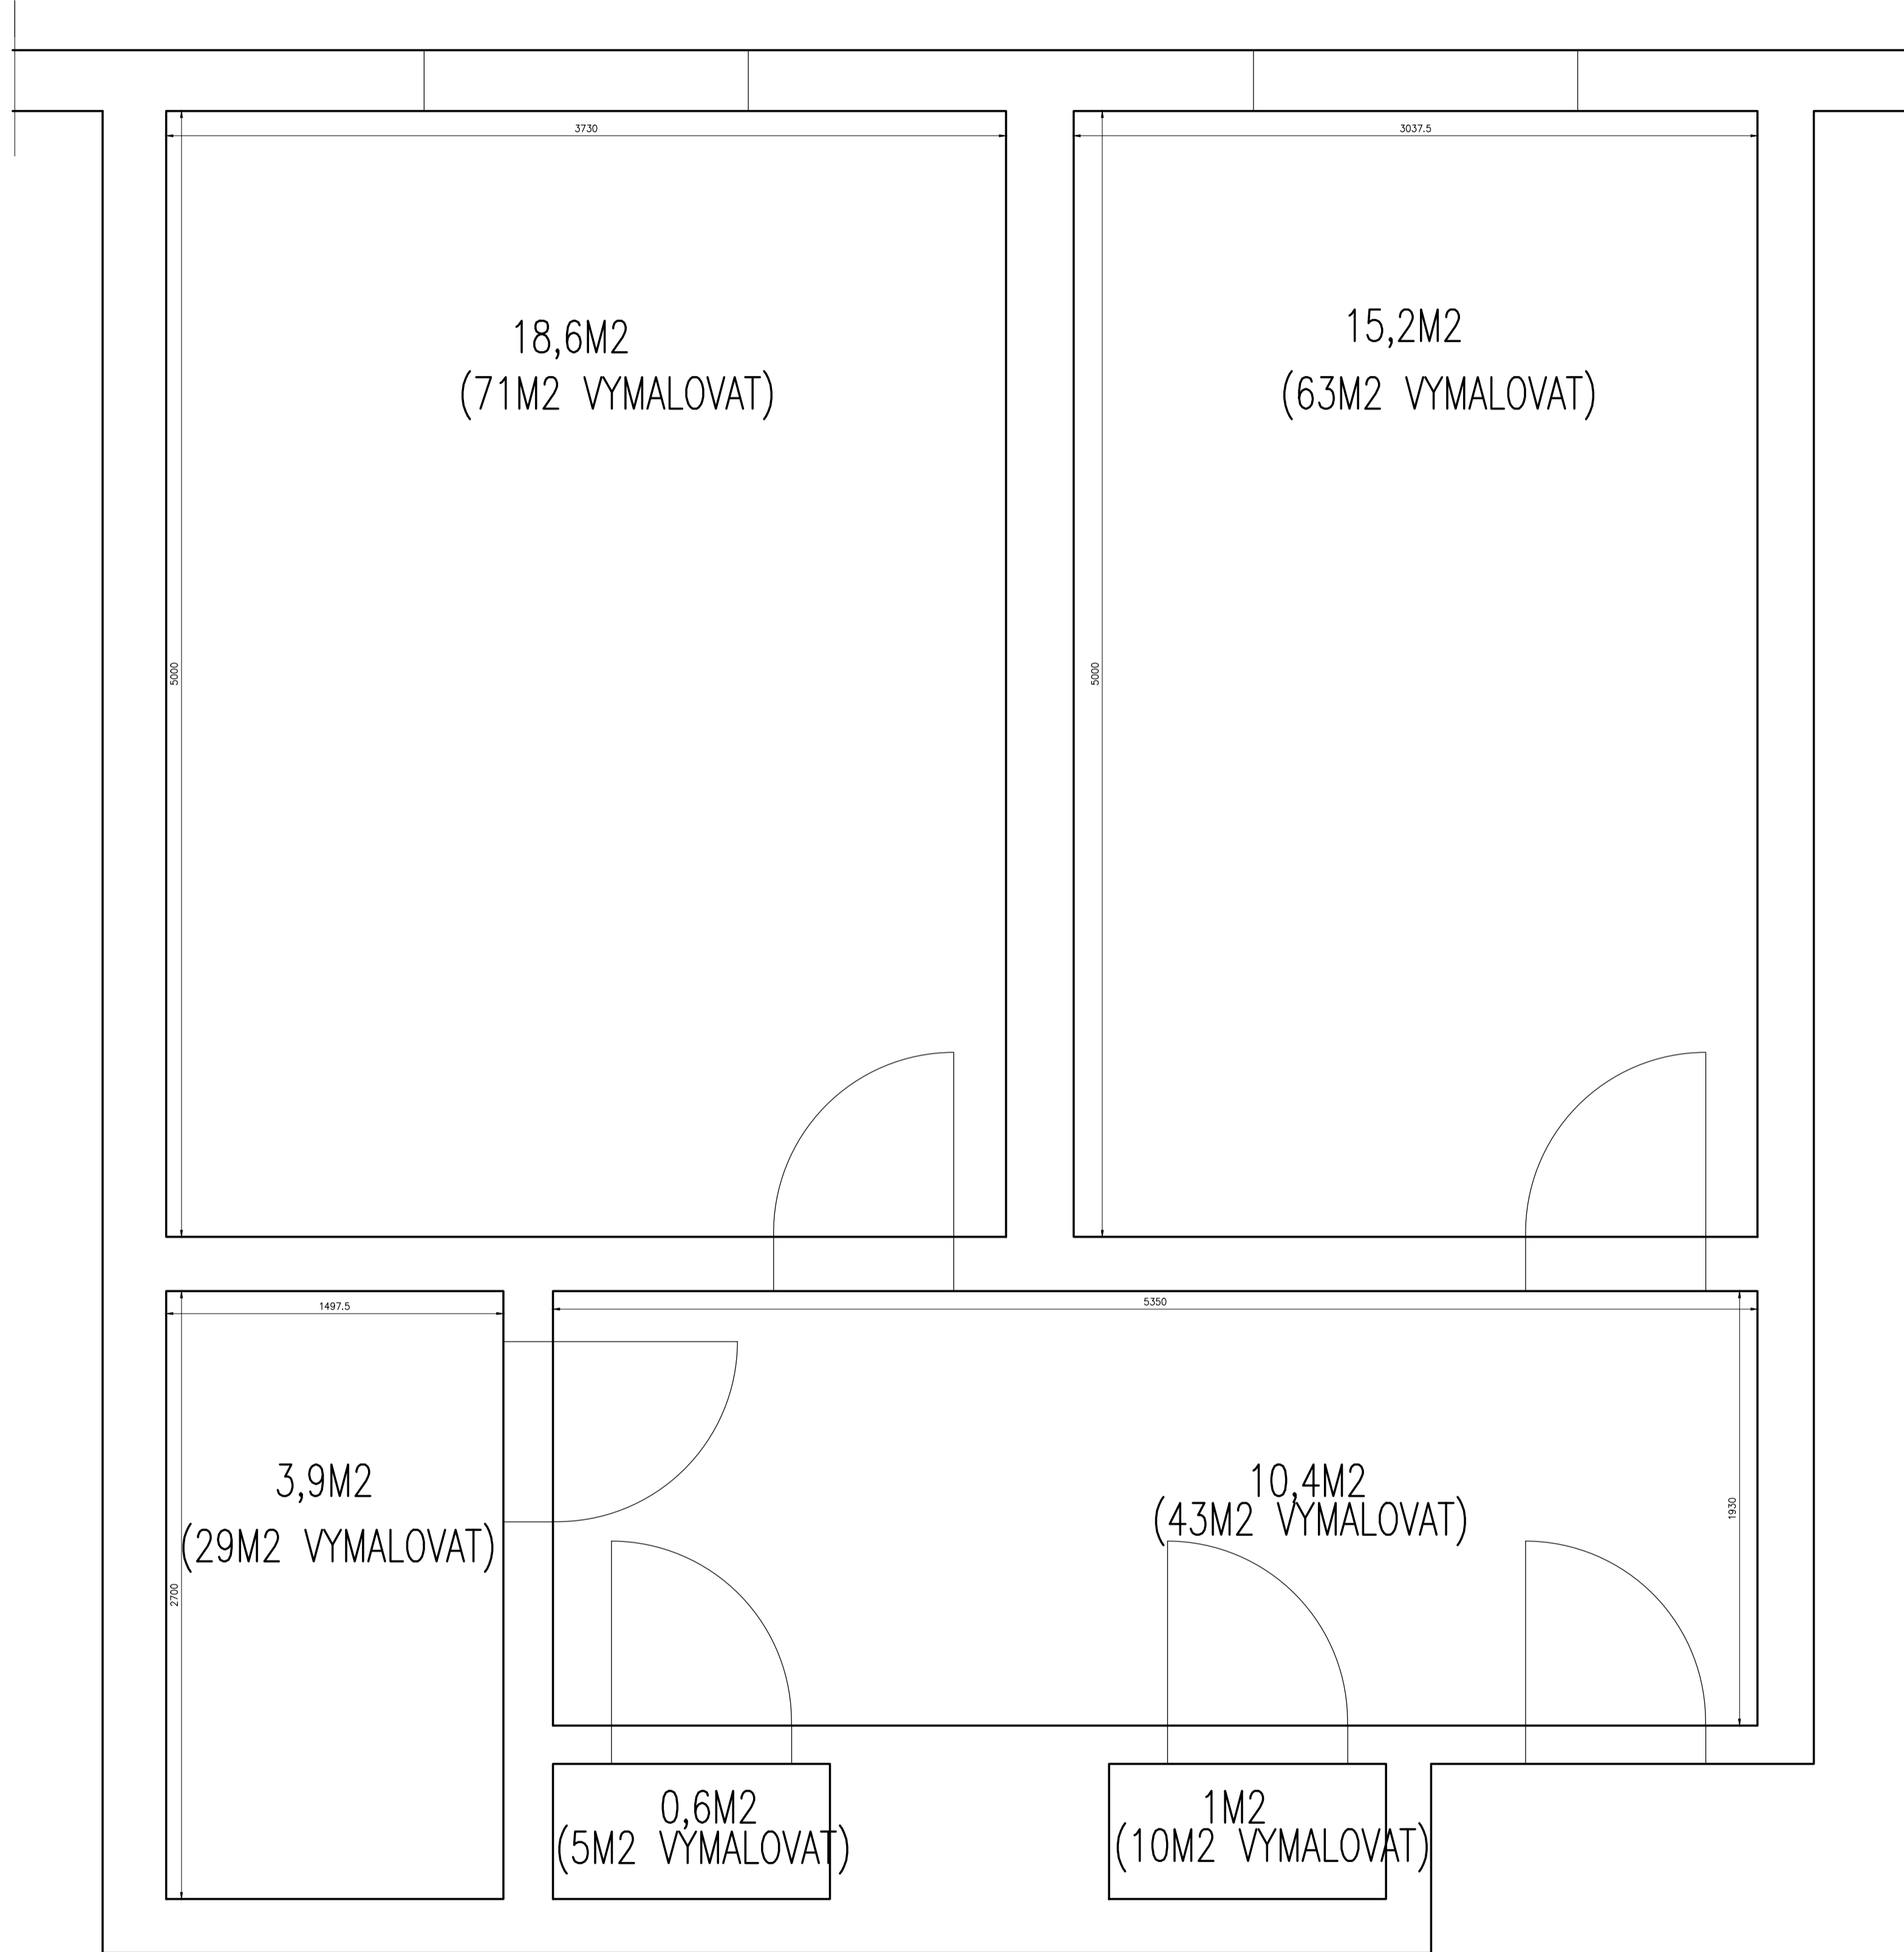 3730
3037.5
18,6M2
(71M2 VYMALOVAT)
15,2M2
(63M2 VYMALOVAT)
5000
5000
1497.5
5350
3,9M2
(29M2 VYMALOVAT)
2700
10,4M2
(43M2 VYMALOVAT)
1930
0,6M2
(5M2 VYMALOVAT)
1M2
(10M2 VYMALOVAT)